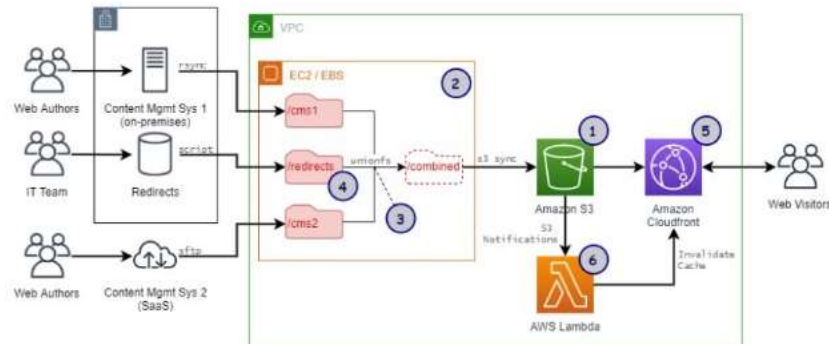 VPC
EC2 / EBS
2
rsync
/cms1
Web Authors
Content Mgmt Sys 1
(on-premises)
1
5
script
/redirects
unionfs
/combined
s3 sync
4
IT Team
Redirects
3
Amazon S3
Amazon
Cloudfront
Web Visitors
/cms2
S3
Notifications
Invalidate
Cache
sftp
6
Web Authors
Content Mgmt Sys 2
(SaaS)
AWS Lambda